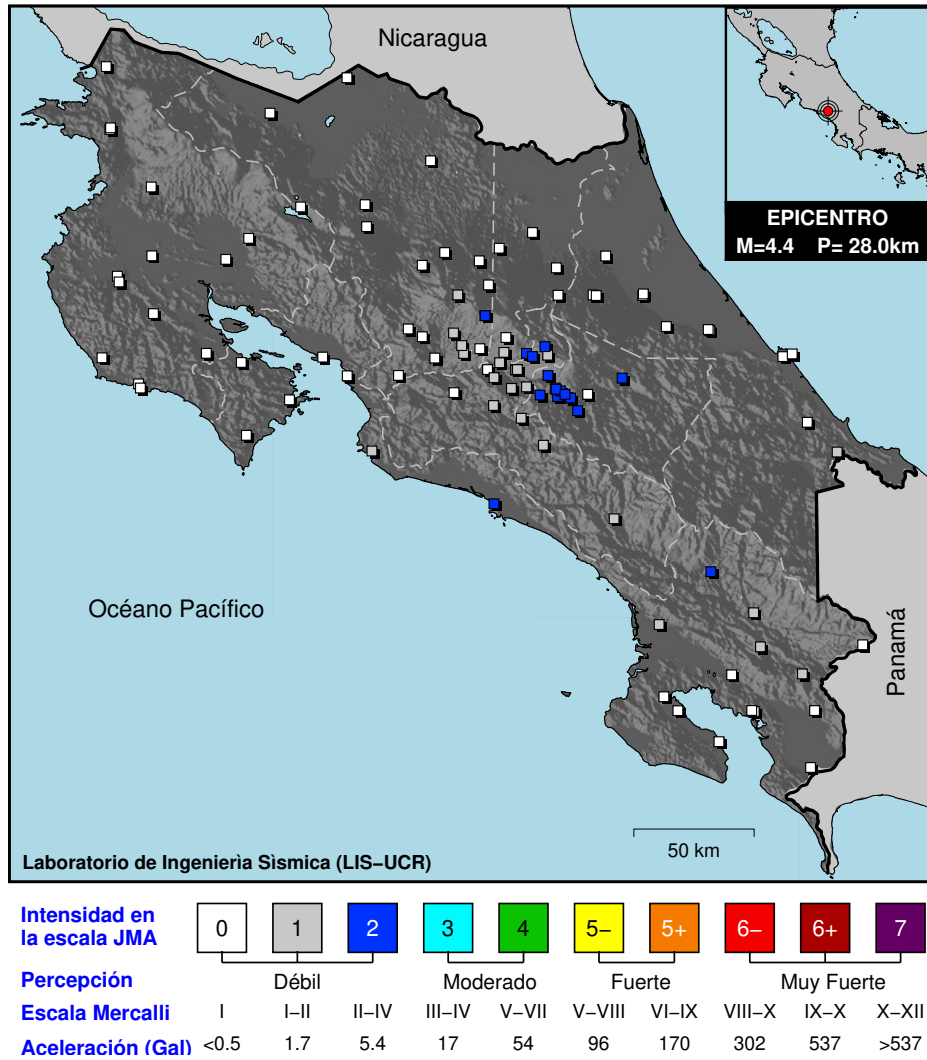 Nicaragua
EPICENTRO
M=4.4 P= 28.0km
Océano Pacífico
Panamá
50 km
Laboratorio de Ingenierìa Sìsmica (LIS–UCR)
Intensidad en
la escala JMA
0 1 2 3 4 5− 5+ 6− 6+ 7
Percepción Débil Moderado Fuerte Muy Fuerte
Escala Mercalli I I–II II–IV III–IV V–VII V–VIII VI–IX VIII–X IX–X X–XII
Aceleración (Gal) <0.5 1.7 5.4 17 54 96 170 302 537 >537